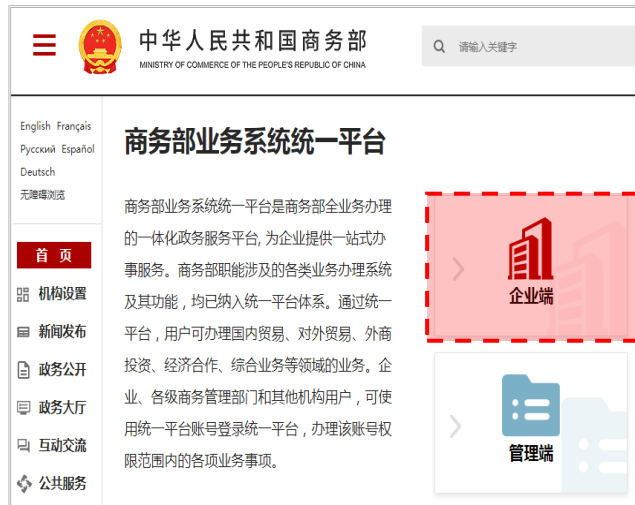 中华人民共和国商务部
MINISTRY OF COMMERCE OF THE PEOPLE'S REPUBLIC OF CHINA
请输入关键字
English Français
Русский Español
Deutsch
无障碍浏览
首 页
机构设置
新闻发布
政务公开
政务大厅
互动交流
公共服务
商务部业务系统统一平台
商务部业务系统统一平台是商务部全业务办理
的一体化政务服务平台, 为企业提供一站式办
事服务。商务部职能涉及的各类业务办理系统
及其功能，均已纳入统一平台体系。通过统一
平台，用户可办理国内贸易、对外贸易、外商
投资、经济合作、综合业务等领域的业务。企
业、各级商务管理部门和其他机构用户，可使
用统一平台账号登录统一平台，办理该账号权
限范围内的各项业务事项。
企业端
管理端